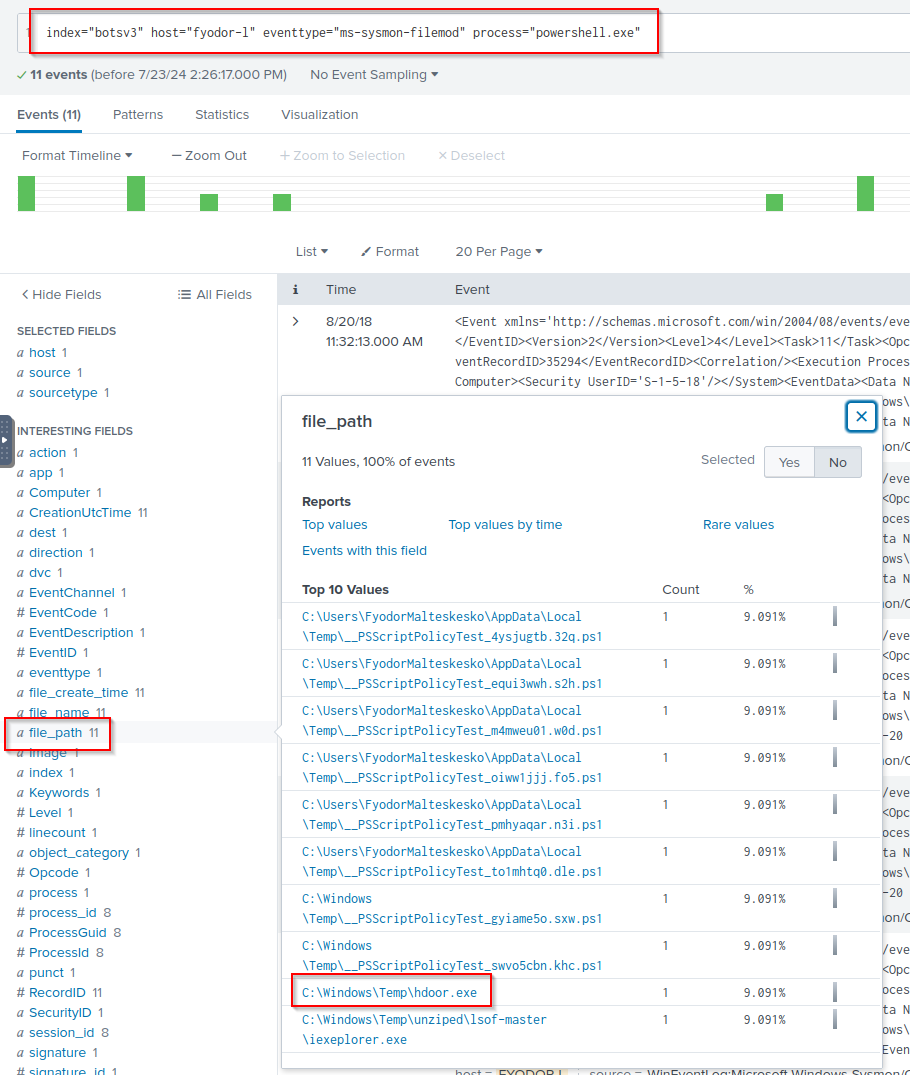 1 index="botsv3" host="fyodor-l" eventtype="ms-sysmon-filemod" process="powershell.exe"
✓ 11 events (before 7/23/24 2:26:17.000 PM) No Event Sampling ▾
Events (11) Patterns Statistics Visualization
Format Timeline ▾ — Zoom Out + Zoom to Selection × Deselect
List ▾ Format 20 Per Page ▾
< Hide Fields All Fields
i Time Event
SELECTED FIELDS
a host 1
a source 1
a sourcetype 1
> 8/20/18
11:32:13.000 AM
<Event xmlns='http://schemas.microsoft.com/win/2004/08/events/eve
</EventID><Version>2</Version><Level>4</Level><Task>11</Task><Opc
ventRecordID>35294</EventRecordID><Correlation/><Execution Proces
Computer><Security UserID='S-1-5-18'/></System><EventData><Data N
INTERESTING FIELDS
a action 1
a app 1
a Computer 1
a CreationUtcTime 11
a dest 1
a direction 1
a dvc 1
a EventChannel 1
# EventCode 1
a EventDescription 1
# EventID 1
a eventtype 1
a file_create_time 11
a file_name 11
a file_path 11
a Image 1
a index 1
a Keywords 1
# Level 1
# linecount 1
a object_category 1
# Opcode 1
a process 1
# process_id 8
a ProcessGuid 8
# ProcessId 8
a punct 1
# RecordID 11
a SecurityID 1
# session_id 8
a signature 1
# signature_id 1
file_path
×
11 Values, 100% of events
Selected Yes No
Reports
Top values Top values by time Rare values
Events with this field
Top 10 Values Count %
C:\Users\FyodorMalteskesko\AppData\Local 1 9.091%
\Temp\__PSScriptPolicyTest_4ysjugtb.32q.ps1
C:\Users\FyodorMalteskesko\AppData\Local 1 9.091%
\Temp\__PSScriptPolicyTest_equi3wwh.s2h.ps1
C:\Users\FyodorMalteskesko\AppData\Local 1 9.091%
\Temp\__PSScriptPolicyTest_m4mweu01.w0d.ps1
C:\Users\FyodorMalteskesko\AppData\Local 1 9.091%
\Temp\__PSScriptPolicyTest_oiww1jjj.fo5.ps1
C:\Users\FyodorMalteskesko\AppData\Local 1 9.091%
\Temp\__PSScriptPolicyTest_pmhyaqar.n3i.ps1
C:\Users\FyodorMalteskesko\AppData\Local 1 9.091%
\Temp\__PSScriptPolicyTest_to1mhtq0.dle.ps1
C:\Windows 1 9.091%
\Temp\__PSScriptPolicyTest_gyiame5o.sxw.ps1
C:\Windows 1 9.091%
\Temp\__PSScriptPolicyTest_swvo5cbn.khc.ps1
C:\Windows\Temp\hdoor.exe 1 9.091%
C:\Windows\Temp\unziped\lsof-master 1 9.091%
\iexeplorer.exe